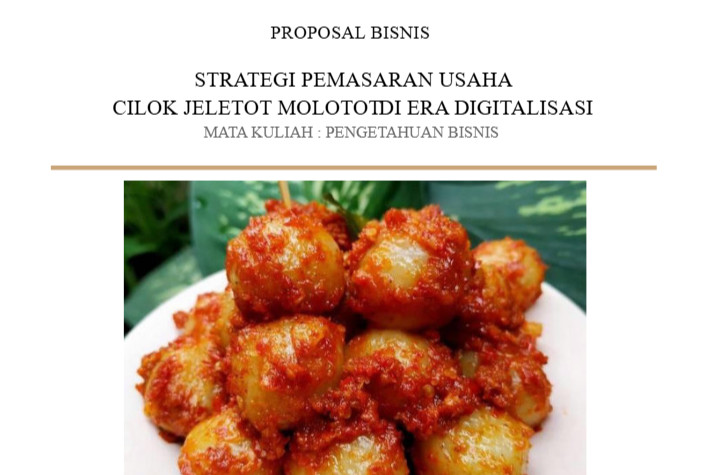 PROPOSAL BISNIS
STRATEGI PEMASARAN USAHA
CILOK JELETOT MOLOTOTDI ERA DIGITALISASI
MATA KULIAH : PENGETAHUAN BISNIS